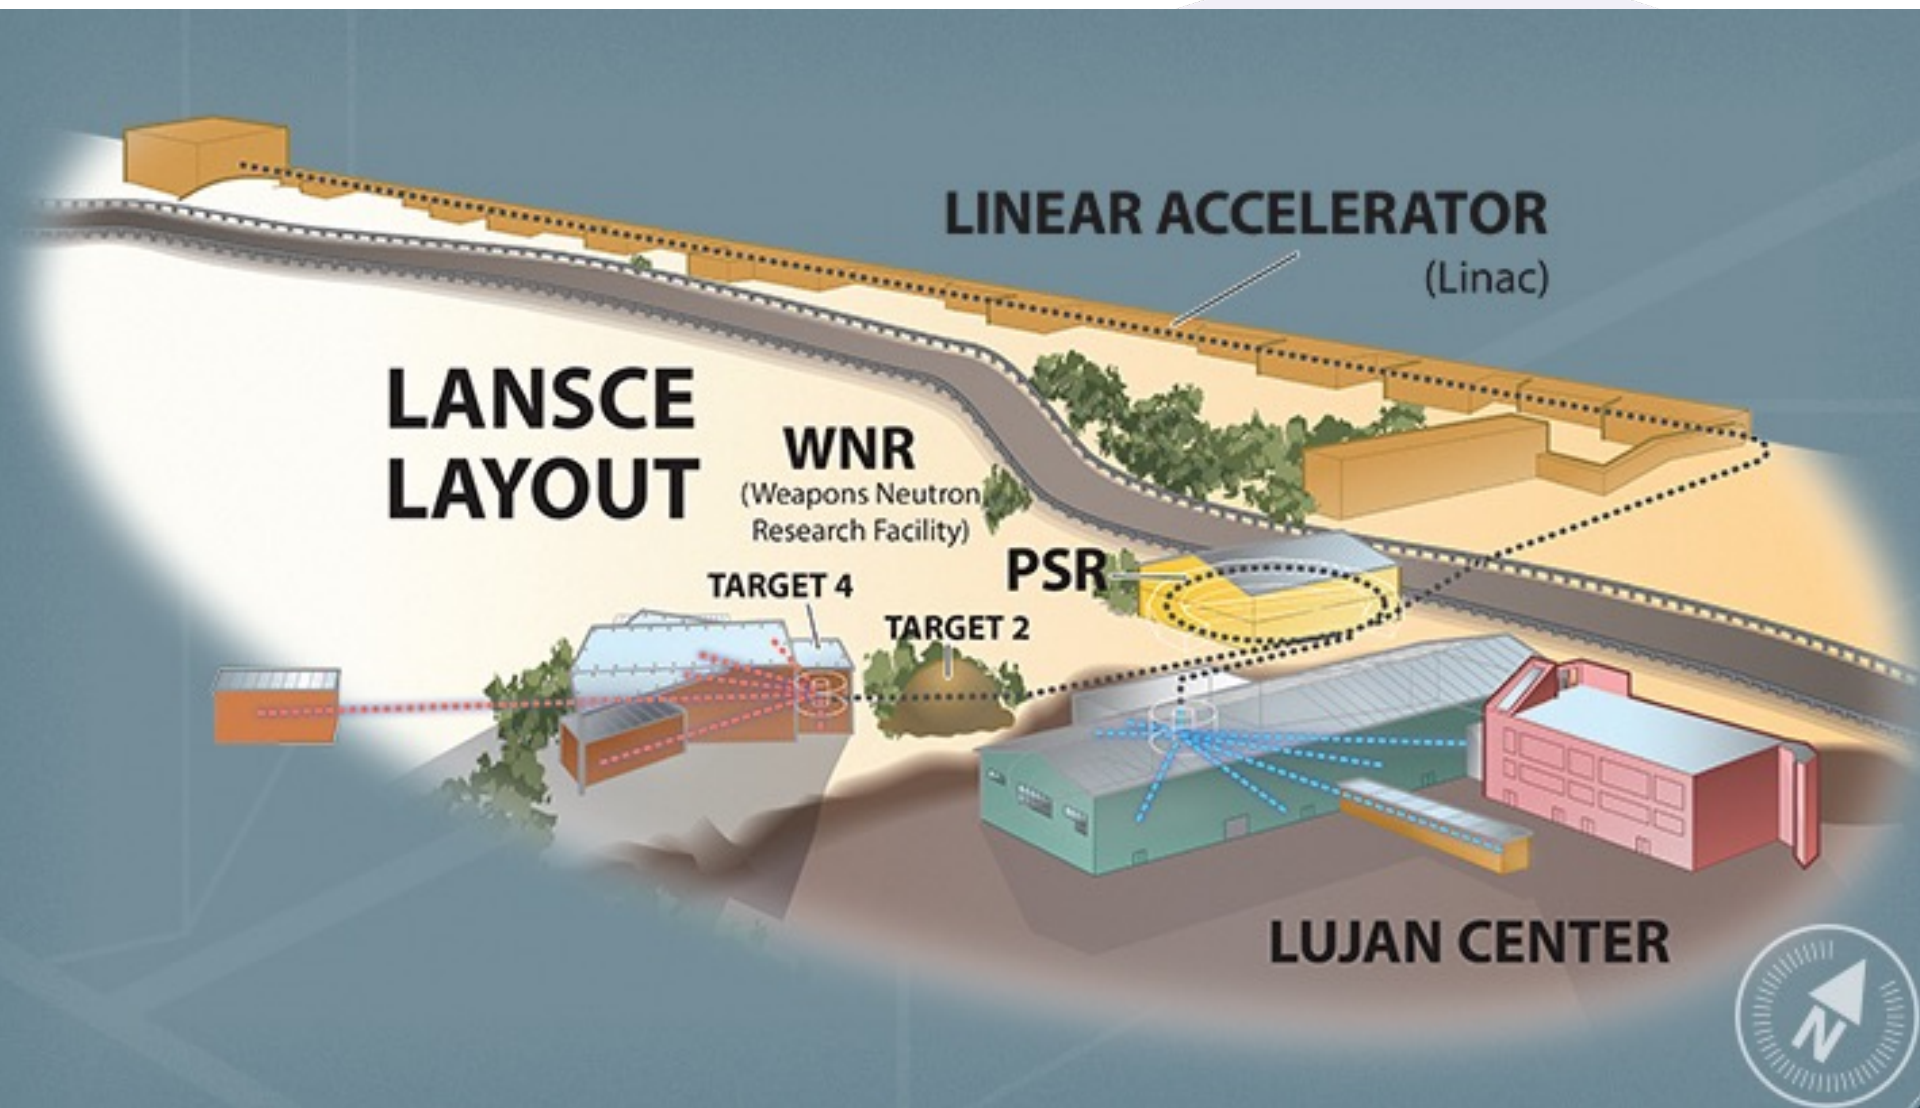 LINEAR ACCELERATOR
(Linac)
LANSCE
LAYOUT
WNR
(Weapons Neutron
Research Facility)
PSR
TARGET 4
TARGET 2
LUJAN CENTER
N